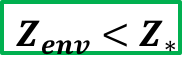 Z_env < Z_*